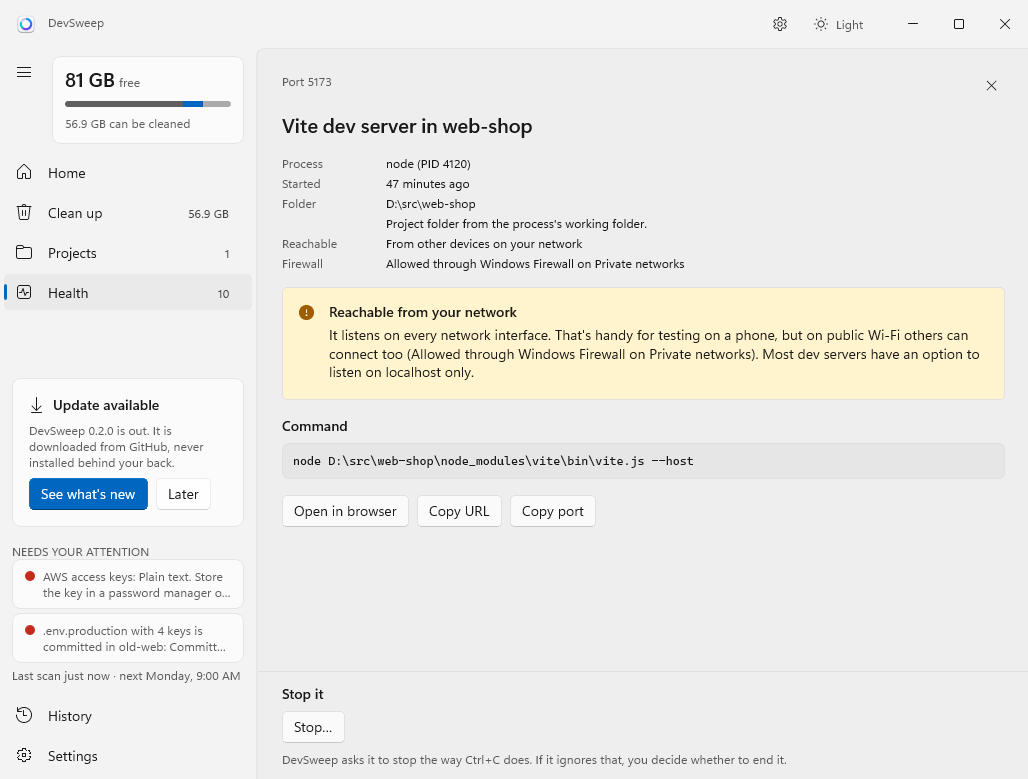 DevSweep
Light
81 GB free
56.9 GB can be cleaned
Home
Clean up 56.9 GB
Projects 1
Health 10
Update available
DevSweep 0.2.0 is out. It is
downloaded from GitHub, never
installed behind your back.
See what's new
Later
NEEDS YOUR ATTENTION
AWS access keys: Plain text. Store
the key in a password manager o...
.env.production with 4 keys is
committed in old-web: Committ...
Last scan just now · next Monday, 9:00 AM
History
Settings
Port 5173
Vite dev server in web-shop
Process node (PID 4120)
Started 47 minutes ago
Folder D:\src\web-shop
Project folder from the process's working folder.
Reachable From other devices on your network
Firewall Allowed through Windows Firewall on Private networks
Reachable from your network
It listens on every network interface. That's handy for testing on a phone, but on public Wi-Fi others can
connect too (Allowed through Windows Firewall on Private networks). Most dev servers have an option to
listen on localhost only.
Command
node D:\src\web-shop\node_modules\vite\bin\vite.js --host
Open in browser
Copy URL
Copy port
Stop it
Stop...
DevSweep asks it to stop the way Ctrl+C does. If it ignores that, you decide whether to end it.